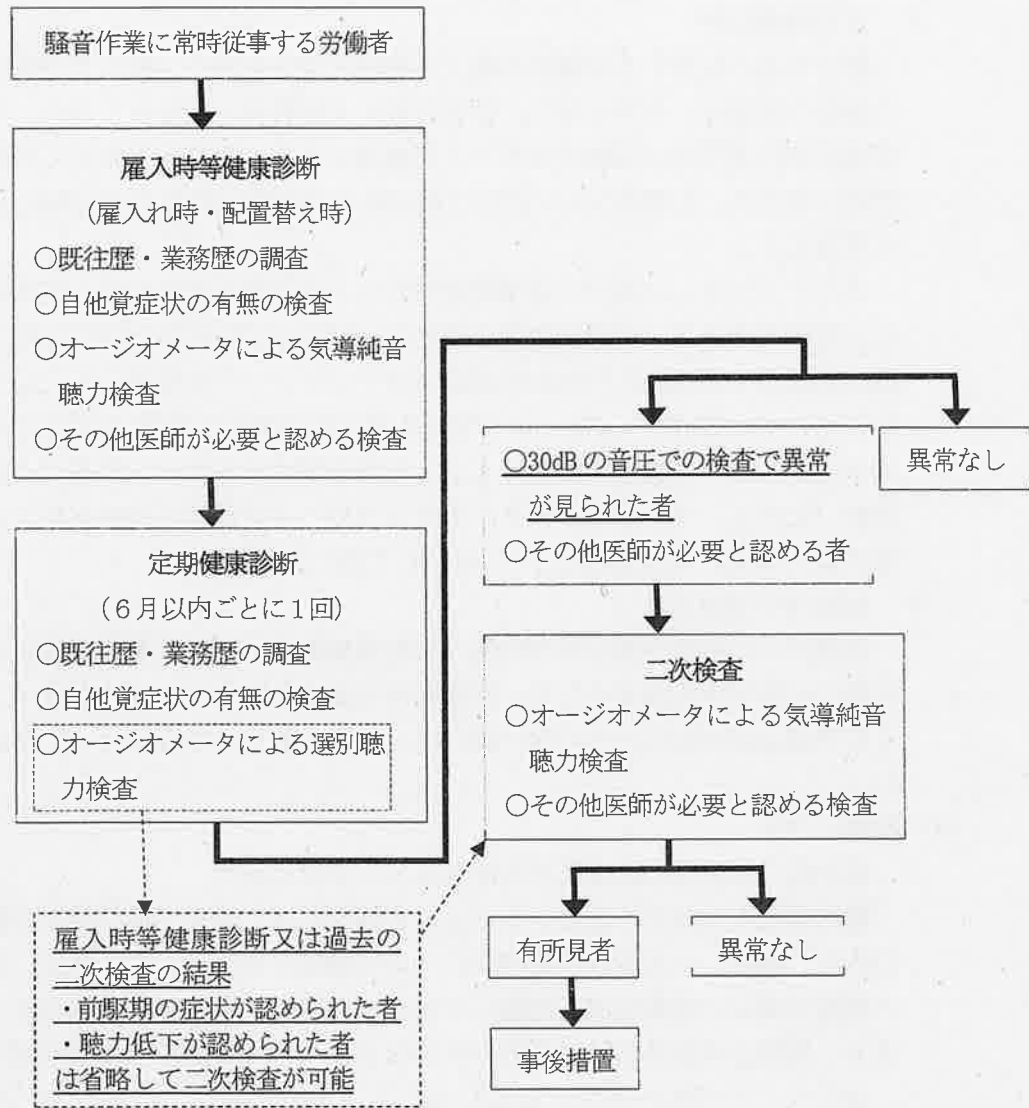 騒音作業に常時従事する労働者
雇入時等健康診断
(雇入れ時・配置替え時)
○既往歴・業務歴の調査
○自他覚症状の有無の検査
○オージオメータによる気導純音
聴力検査
○その他医師が必要と認める検査
定期健康診断
(6月以内ごとに1回)
○既往歴・業務歴の調査
○自他覚症状の有無の検査
○オージオメータによる選別聴
力検査
雇入時等健康診断又は過去の
二次検査の結果
・前駆期の症状が認められた者
・聴力低下が認められた者
は省略して二次検査が可能
○30dBの音圧での検査で異常
が見られた者
○その他医師が必要と認める者
異常なし
二次検査
○オージオメータによる気導純音
聴力検査
○その他医師が必要と認める検査
有所見者
異常なし
事後措置